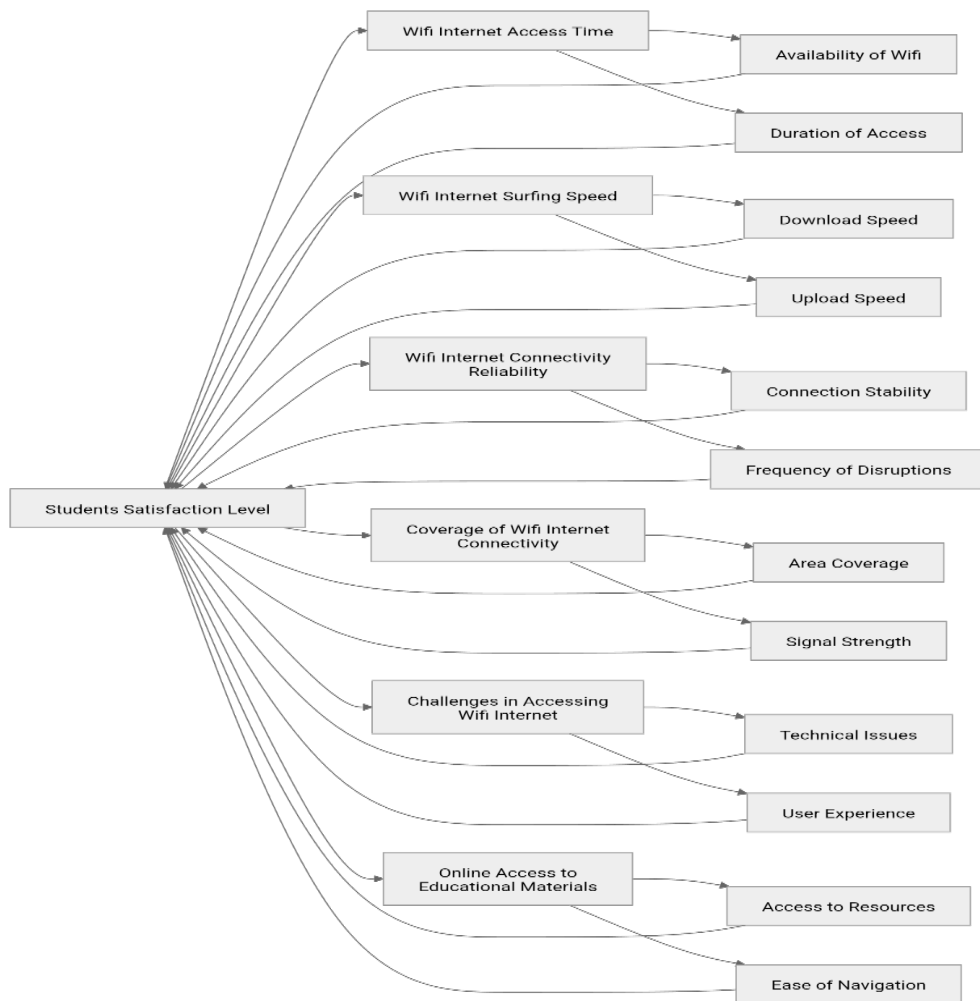 Wifi Internet Access Time
Availability of Wifi
Duration of Access
Wifi Internet Surfing Speed
Download Speed
Upload Speed
Wifi Internet Connectivity
Reliability
Connection Stability
Frequency of Disruptions
Students Satisfaction Level
Coverage of Wifi Internet
Connectivity
Area Coverage
Signal Strength
Challenges in Accessing
Wifi Internet
Technical Issues
User Experience
Online Access to
Educational Materials
Access to Resources
Ease of Navigation